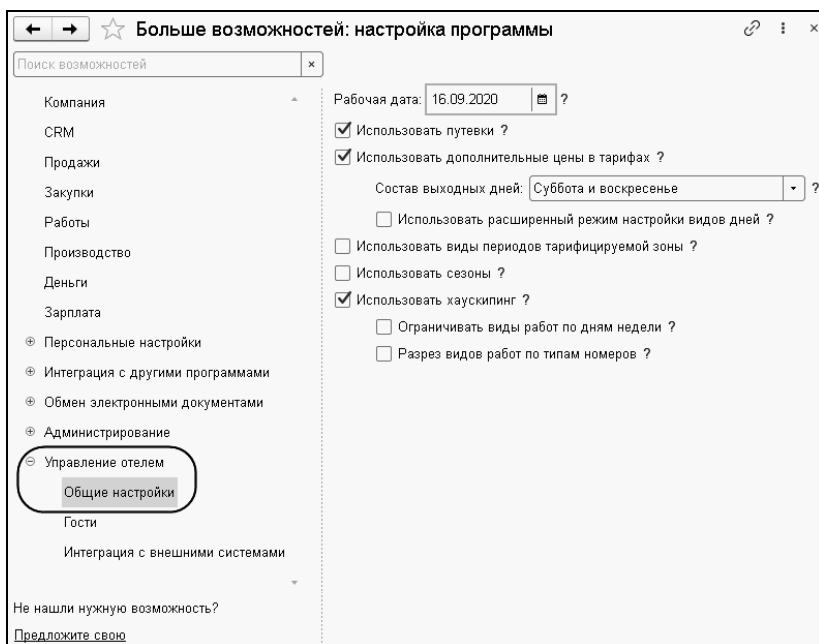 Больше возможностей: настройка программы
Поиск возможностей
Компания
CRM
Продажи
Закупки
Работы
Производство
Деньги
Зарплата
Персональные настройки
Интеграция с другими программами
Обмен электронными документами
Администрирование
Управление отелем
Общие настройки
Гости
Интеграция с внешними системами
Не нашли нужную возможность?
Предложите свою
Рабочая дата: 16.09.2020 ?
Использовать путевки ?
Использовать дополнительные цены в тарифах ?
Состав выходных дней: Суббота и воскресенье ?
Использовать расширенный режим настройки видов дней ?
Использовать виды периодов тарифицируемой зоны ?
Использовать сезоны ?
Использовать хаускипинг ?
Ограничивать виды работ по дням недели ?
Разрез видов работ по типам номеров ?